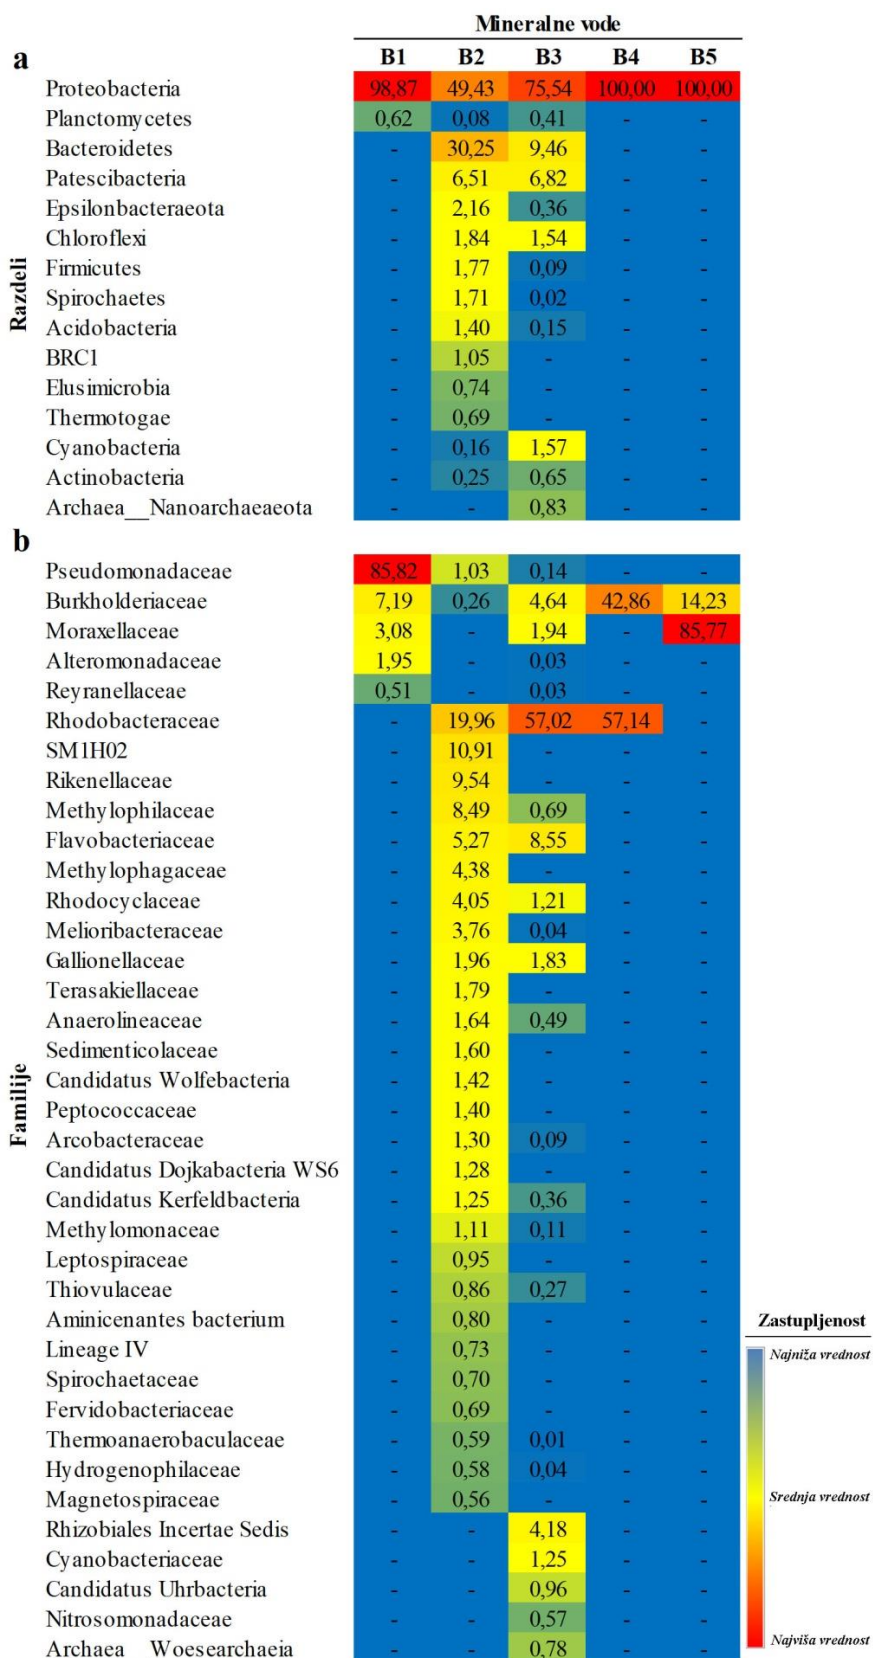 Mineralne vode
B1 B2 B3 B4 B5
a
Razdeli
Proteobacteria 98,87 49,43 75,54 100,00 100,00
Planctomycetes 0,62 0,08 0,41 - -
Bacteroidetes - 30,25 9,46 - -
Patescibacteria - 6,51 6,82 - -
Epsilonbacteraeota - 2,16 0,36 - -
Chloroflexi - 1,84 1,54 - -
Firmicutes - 1,77 0,09 - -
Spirochaetes - 1,71 0,02 - -
Acidobacteria - 1,40 0,15 - -
BRC1 - 1,05 - - -
Elusimicrobia - 0,74 - - -
Thermotogae - 0,69 - - -
Cyanobacteria - 0,16 1,57 - -
Actinobacteria - 0,25 0,65 - -
Archaea__Nanoarchaeaeota - - 0,83 - -
b
Familije
Pseudomonadaceae 85,82 1,03 0,14 - -
Burkholderiaceae 7,19 0,26 4,64 42,86 14,23
Moraxellaceae 3,08 - 1,94 - 85,77
Alteromonadaceae 1,95 - 0,03 - -
Reyranellaceae 0,51 - 0,03 - -
Rhodobacteraceae - 19,96 57,02 57,14 -
SM1H02 - 10,91 - - -
Rikenellaceae - 9,54 - - -
Methylophilaceae - 8,49 0,69 - -
Flavobacteriaceae - 5,27 8,55 - -
Methylophagaceae - 4,38 - - -
Rhodocyclaceae - 4,05 1,21 - -
Melioribacteraceae - 3,76 0,04 - -
Gallionellaceae - 1,96 1,83 - -
Terasakiellaceae - 1,79 - - -
Anaerolineaceae - 1,64 0,49 - -
Sedimenticolaceae - 1,60 - - -
Candidatus Wolfebacteria - 1,42 - - -
Peptococcaceae - 1,40 - - -
Arcobacteraceae - 1,30 0,09 - -
Candidatus Dojkabacteria WS6 - 1,28 - - -
Candidatus Kerfeldbacteria - 1,25 0,36 - -
Methylomonaceae - 1,11 0,11 - -
Leptospiraceae - 0,95 - - -
Thiovulaceae - 0,86 0,27 - -
Aminicenantes bacterium - 0,80 - - -
Lineage IV - 0,73 - - -
Spirochaetaceae - 0,70 - - -
Fervidobacteriaceae - 0,69 - - -
Thermoanaerobaculaceae - 0,59 0,01 - -
Hydrogenophilaceae - 0,58 0,04 - -
Magnetospiraceae - 0,56 - - -
Rhizobiales Incertae Sedis - - 4,18 - -
Cyanobacteriaceae - - 1,25 - -
Candidatus Uhrbacteria - - 0,96 - -
Nitrosomonadaceae - - 0,57 - -
Archaea__Woesearchaeia - - 0,78 - -
Zastupljenost
Najniža vrednost
Srednja vrednost
Najviša vrednost